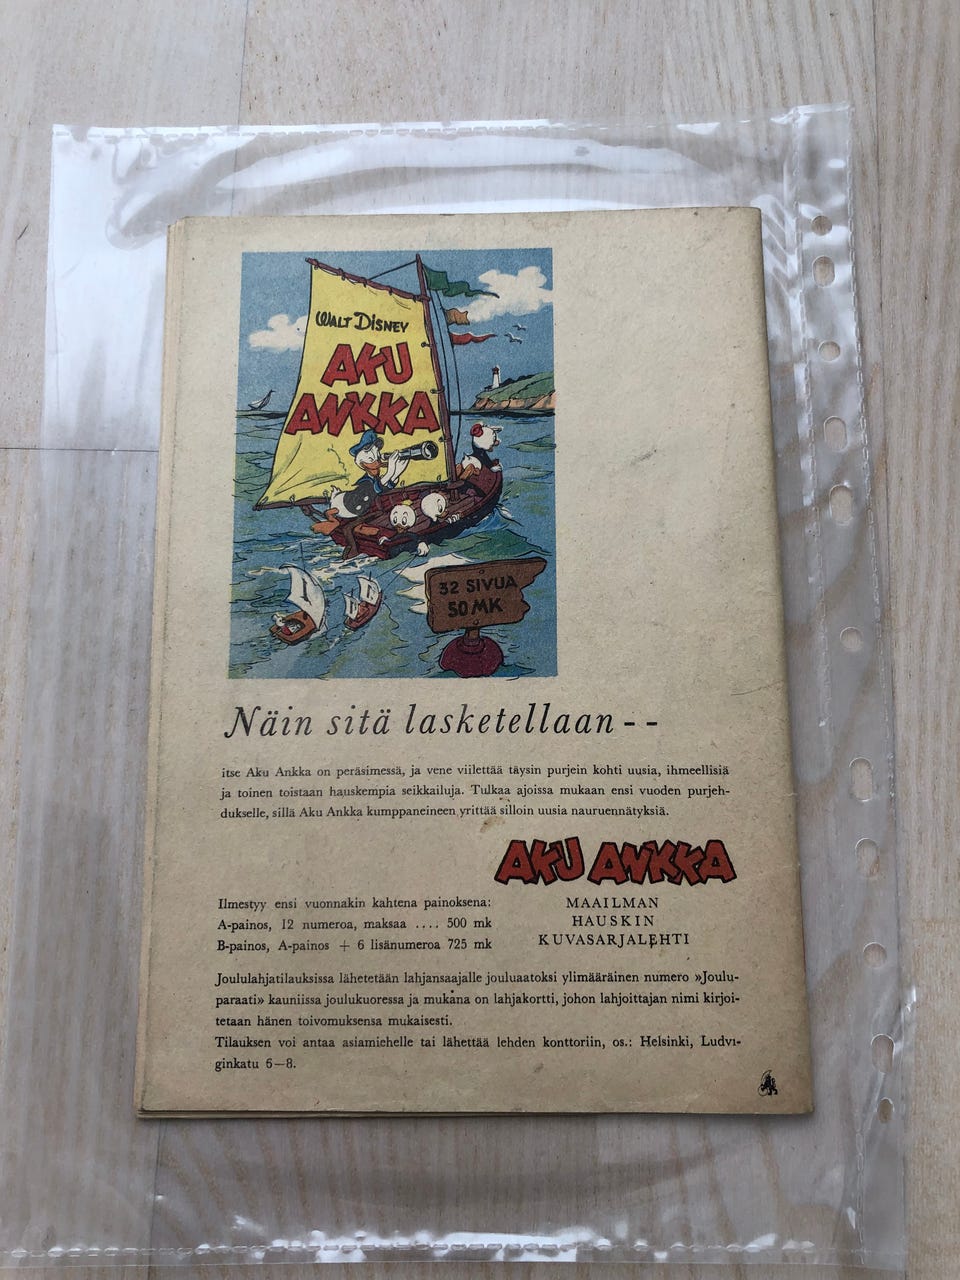 WALT DISNEY
AKU
ANKKA
32 SIVUA
50 MK
Näin sitä lasketellaan - -
itse Aku Ankka on peräsimessä, ja vene viilettää täysin purjein kohti uusia, ihmeellisiä
ja toinen toistaan hauskempia seikkailuja. Tulkaa ajoissa mukaan ensi vuoden purjeh-
dukselle, sillä Aku Ankka kumppaneineen yrittää silloin uusia nauruennätyksiä.
AKU ANKKA
MAAILMAN
HAUSKIN
KUVASARJALEHTI
Ilmestyy ensi vuonnakin kahtena painoksena:
A-painos, 12 numeroa, maksaa .... 500 mk
B-painos, A-painos + 6 lisänumeroa 725 mk
Joululahjatilauksissa lähetetään lahjansaajalle jouluaatoksi ylimääräinen numero »Joulu-
paraati» kauniissa joulukuoressa ja mukana on lahjakortti, johon lahjoittajan nimi kirjoi-
tetaan hänen toivomuksensa mukaisesti.
Tilauksen voi antaa asiamiehelle tai lähettää lehden konttoriin, os.: Helsinki, Ludvi-
ginkatu 6—8.